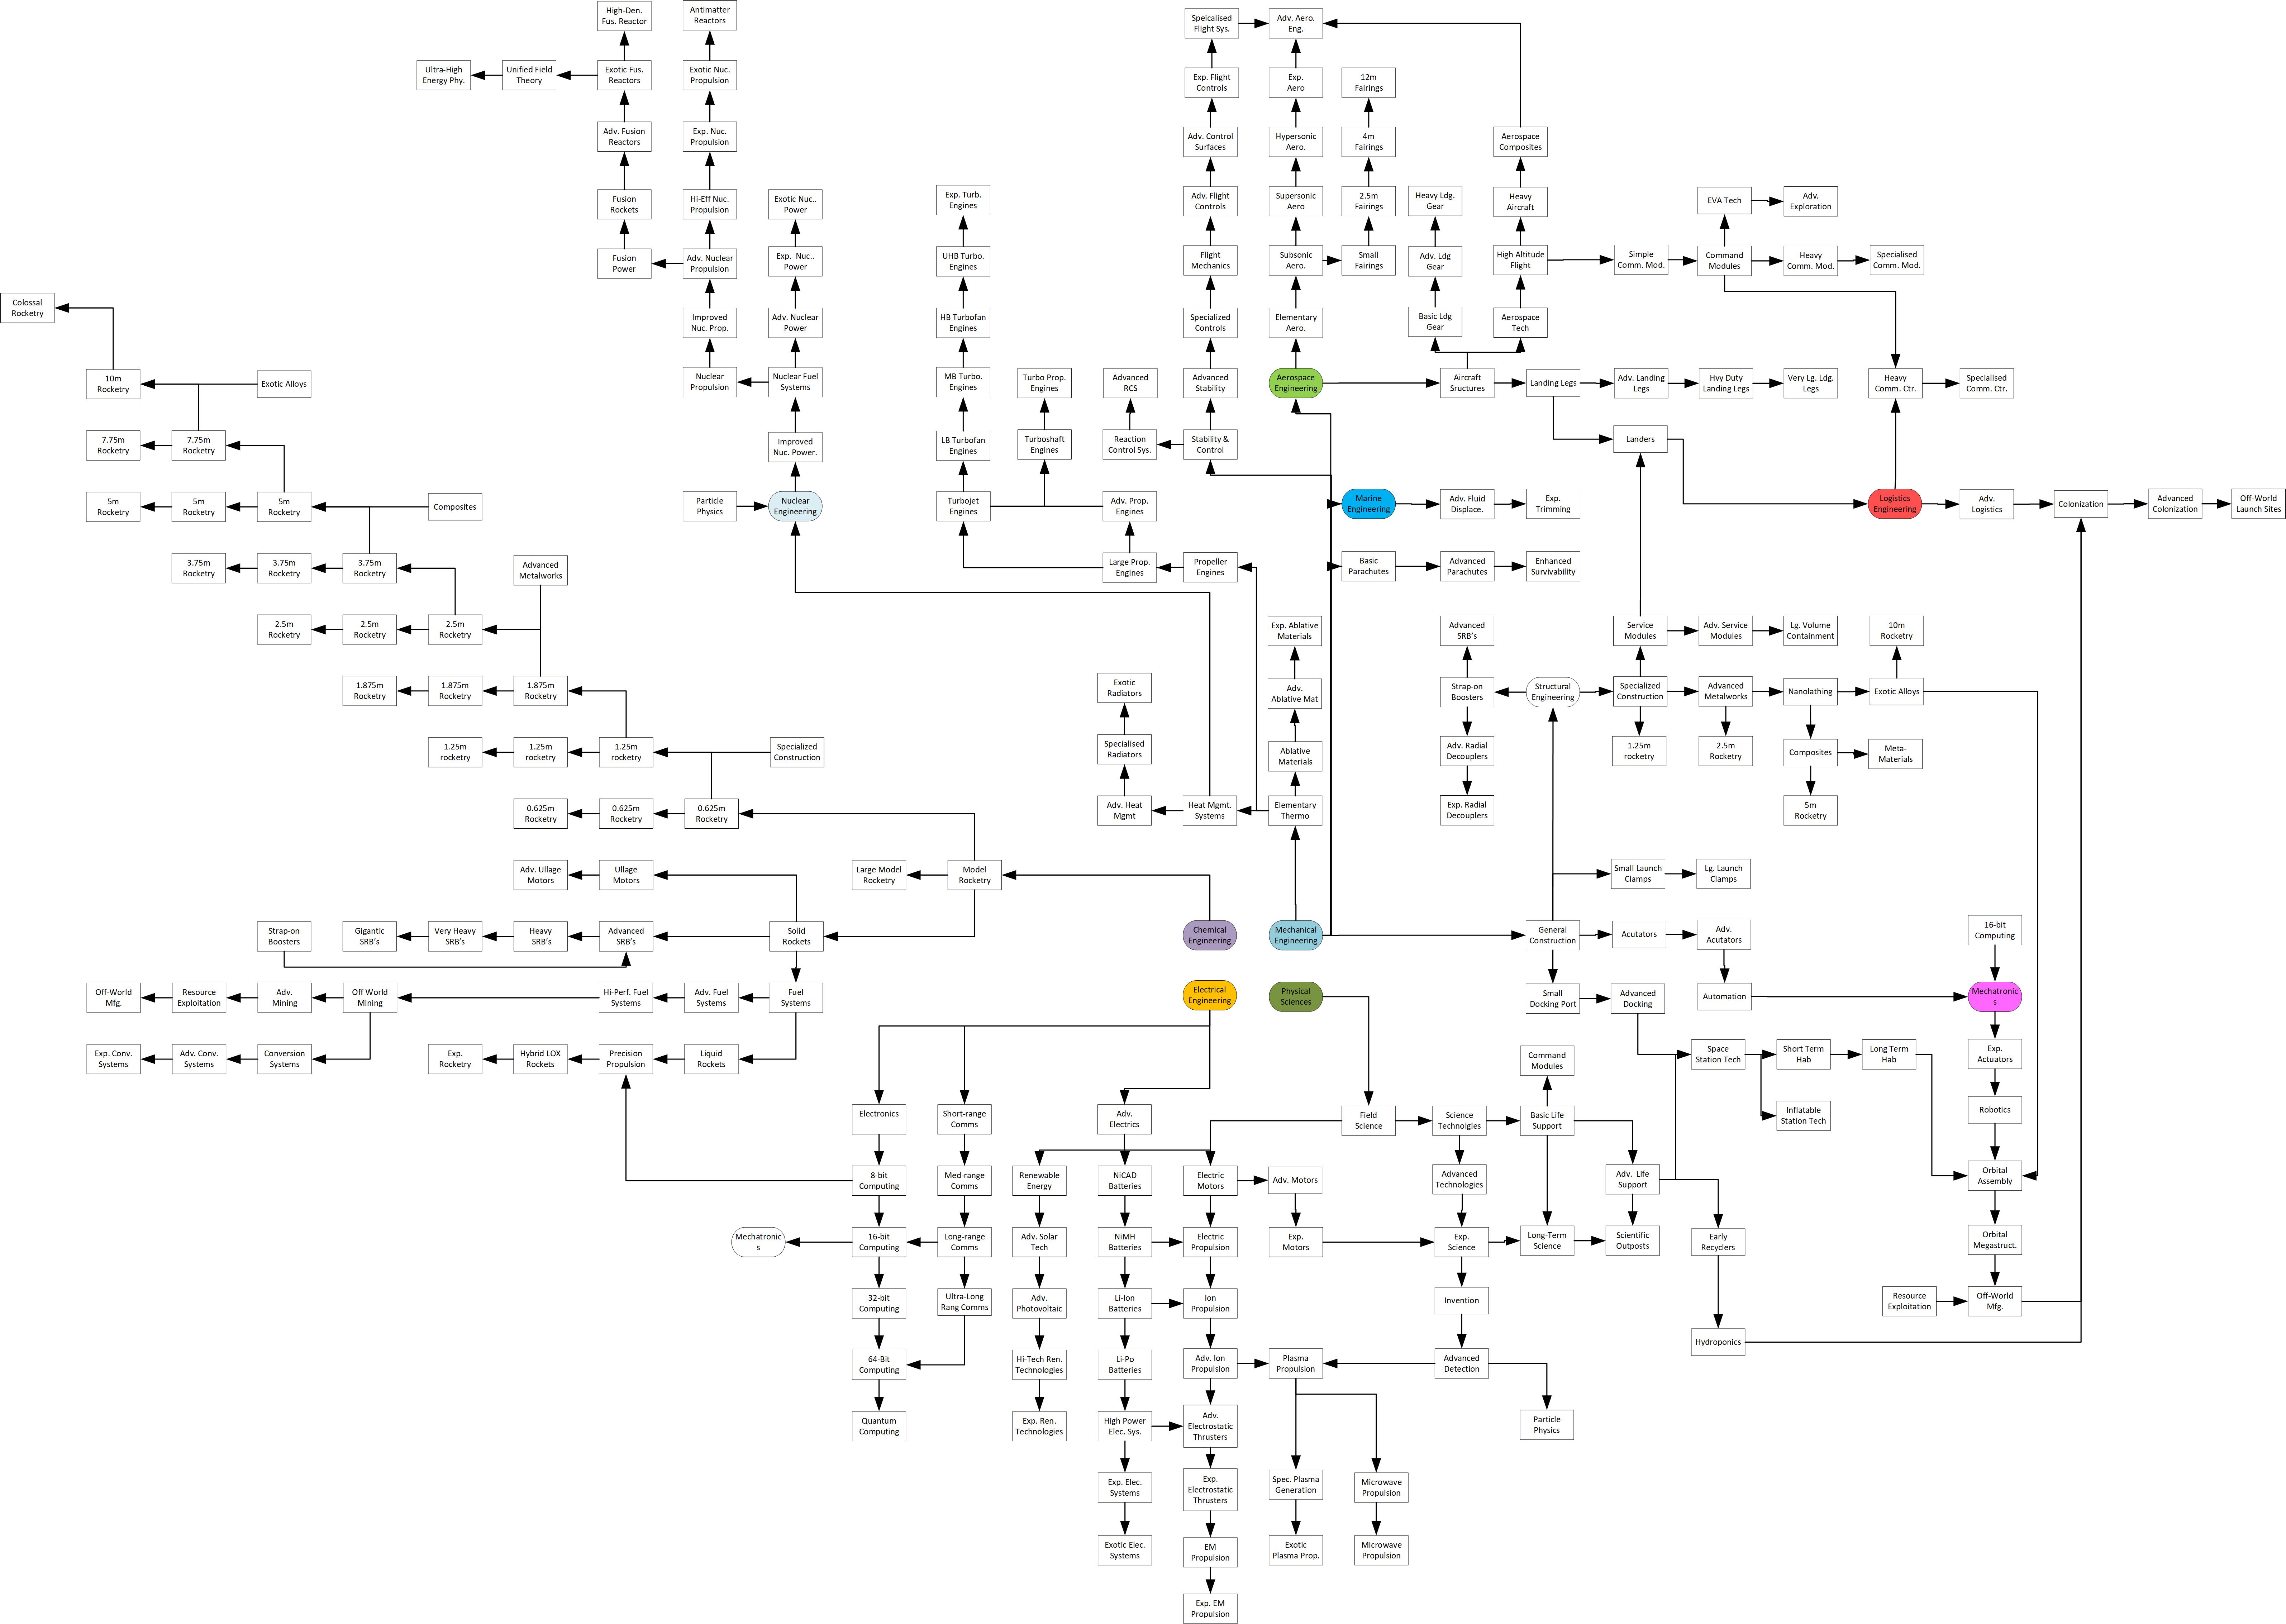 High-Den.
Fus. Reactor
Antimatter
Reactors
Speicalised
Flight Sys.
Adv. Aero.
Eng.
Ultra-High
Energy Phy.
Unified Field
Theory
Exotic Fus.
Reactors
Exotic Nuc.
Propulsion
Exp. Flight
Controls
Exp.
Aero
12m
Fairings
Adv. Fusion
Reactors
Exp. Nuc.
Propulsion
Adv. Control
Surfaces
Hypersonic
Aero.
4m
Fairings
Aerospace
Composites
Fusion
Rockets
Hi-Eff Nuc.
Propulsion
Exotic Nuc..
Power
Exp. Turb.
Engines
Adv. Flight
Controls
Supersonic
Aero
2.5m
Fairings
Heavy Ldg.
Gear
Heavy
Aircraft
EVA Tech
Adv.
Exploration
Fusion
Power
Adv. Nuclear
Propulsion
Exp. Nuc..
Power
UHB Turbo.
Engines
Flight
Mechanics
Subsonic
Aero.
Small
Fairings
Adv. Ldg
Gear
High Altitude
Flight
Simple
Comm. Mod.
Command
Modules
Heavy
Comm. Mod.
Specialised
Comm. Mod.
Colossal
Rocketry
Improved
Nuc. Prop.
Adv. Nuclear
Power
HB Turbofan
Engines
Specialized
Controls
Elementary
Aero.
Basic Ldg
Gear
Aerospace
Tech
10m
Rocketry
Exotic Alloys
Nuclear
Propulsion
Nuclear Fuel
Systems
MB Turbo.
Engines
Turbo Prop.
Engines
Advanced
RCS
Advanced
Stability
Aerospace
Engineering
Aircraft
Sructures
Landing Legs
Adv. Landing
Legs
Hvy Duty
Landing Legs
Very Lg. Ldg.
Legs
Heavy
Comm. Ctr.
Specialised
Comm. Ctr.
7.75m
Rocketry
7.75m
Rocketry
Improved
Nuc. Power.
LB Turbofan
Engines
Turboshaft
Engines
Reaction
Control Sys.
Stability &
Control
Landers
5m
Rocketry
5m
Rocketry
5m
Rocketry
Composites
Particle
Physics
Nuclear
Engineering
Turbojet
Engines
Adv. Prop.
Engines
Marine
Engineering
Adv. Fluid
Displace.
Exp.
Trimming
Logistics
Engineering
Adv.
Logistics
Colonization
Advanced
Colonization
Off-World
Launch Sites
3.75m
Rocketry
3.75m
Rocketry
3.75m
Rocketry
Advanced
Metalworks
Large Prop.
Engines
Propeller
Engines
Basic
Parachutes
Advanced
Parachutes
Enhanced
Survivability
2.5m
Rocketry
2.5m
Rocketry
2.5m
Rocketry
Exp. Ablative
Materials
Advanced
SRB's
Service
Modules
Adv. Service
Modules
Lg. Volume
Containment
10m
Rocketry
1.875m
Rocketry
1.875m
Rocketry
1.875m
Rocketry
Exotic
Radiators
Adv.
Ablative Mat
Strap-on
Boosters
Structural
Engineering
Specialized
Construction
Advanced
Metalworks
Nanolathing
Exotic Alloys
1.25m
rocketry
1.25m
rocketry
1.25m
rocketry
Specialized
Construction
Specialised
Radiators
Ablative
Materials
Adv. Radial
Decouplers
1.25m
rocketry
2.5m
Rocketry
Composites
Meta-
Materials
0.625m
Rocketry
0.625m
Rocketry
0.625m
Rocketry
Adv. Heat
Mgmt
Heat Mgmt.
Systems
Elementary
Thermo
Exp. Radial
Decouplers
5m
Rocketry
Adv. Ullage
Motors
Ullage
Motors
Large Model
Rocketry
Model
Rocketry
Small Launch
Clamps
Lg. Launch
Clamps
Strap-on
Boosters
Gigantic
SRB's
Very Heavy
SRB's
Heavy
SRB's
Advanced
SRB's
Solid
Rockets
Chemical
Engineering
Mechanical
Engineering
General
Construction
Acutators
Adv.
Acutators
16-bit
Computing
Off-World
Mfg.
Resource
Exploitation
Adv.
Mining
Off World
Mining
Hi-Perf. Fuel
Systems
Adv. Fuel
Systems
Fuel
Systems
Electrical
Engineering
Physical
Sciences
Small
Docking Port
Advanced
Docking
Automation
Mechatronic
s
Exp. Conv.
Systems
Adv. Conv.
Systems
Conversion
Systems
Exp.
Rocketry
Hybrid LOX
Rockets
Precision
Propulsion
Liquid
Rockets
Command
Modules
Space
Station Tech
Short Term
Hab
Long Term
Hab
Exp.
Actuators
Electronics
Short-range
Comms
Adv.
Electrics
Field
Science
Science
Technolgies
Basic Life
Support
Inflatable
Station Tech
Robotics
8-bit
Computing
Med-range
Comms
Renewable
Energy
NiCAD
Batteries
Electric
Motors
Adv. Motors
Advanced
Technologies
Adv. Life
Support
Orbital
Assembly
Mechatronic
s
16-bit
Computing
Long-range
Comms
Adv. Solar
Tech
NiMH
Batteries
Electric
Propulsion
Exp.
Motors
Exp.
Science
Long-Term
Science
Scientific
Outposts
Early
Recyclers
Orbital
Megastruct.
32-bit
Computing
Ultra-Long
Rang Comms
Adv.
Photovoltaic
Li-Ion
Batteries
Ion
Propulsion
Invention
Resource
Exploitation
Off-World
Mfg.
Hydroponics
64-Bit
Computing
Hi-Tech Ren.
Technologies
Li-Po
Batteries
Adv. Ion
Propulsion
Plasma
Propulsion
Advanced
Detection
Quantum
Computing
Exp. Ren.
Technologies
High Power
Elec. Sys.
Adv.
Electrostatic
Thrusters
Particle
Physics
Exp. Elec.
Systems
Exp.
Electrostatic
Thrusters
Spec. Plasma
Generation
Microwave
Propulsion
Exotic Elec.
Systems
EM
Propulsion
Exotic
Plasma Prop.
Microwave
Propulsion
Exp. EM
Propulsion